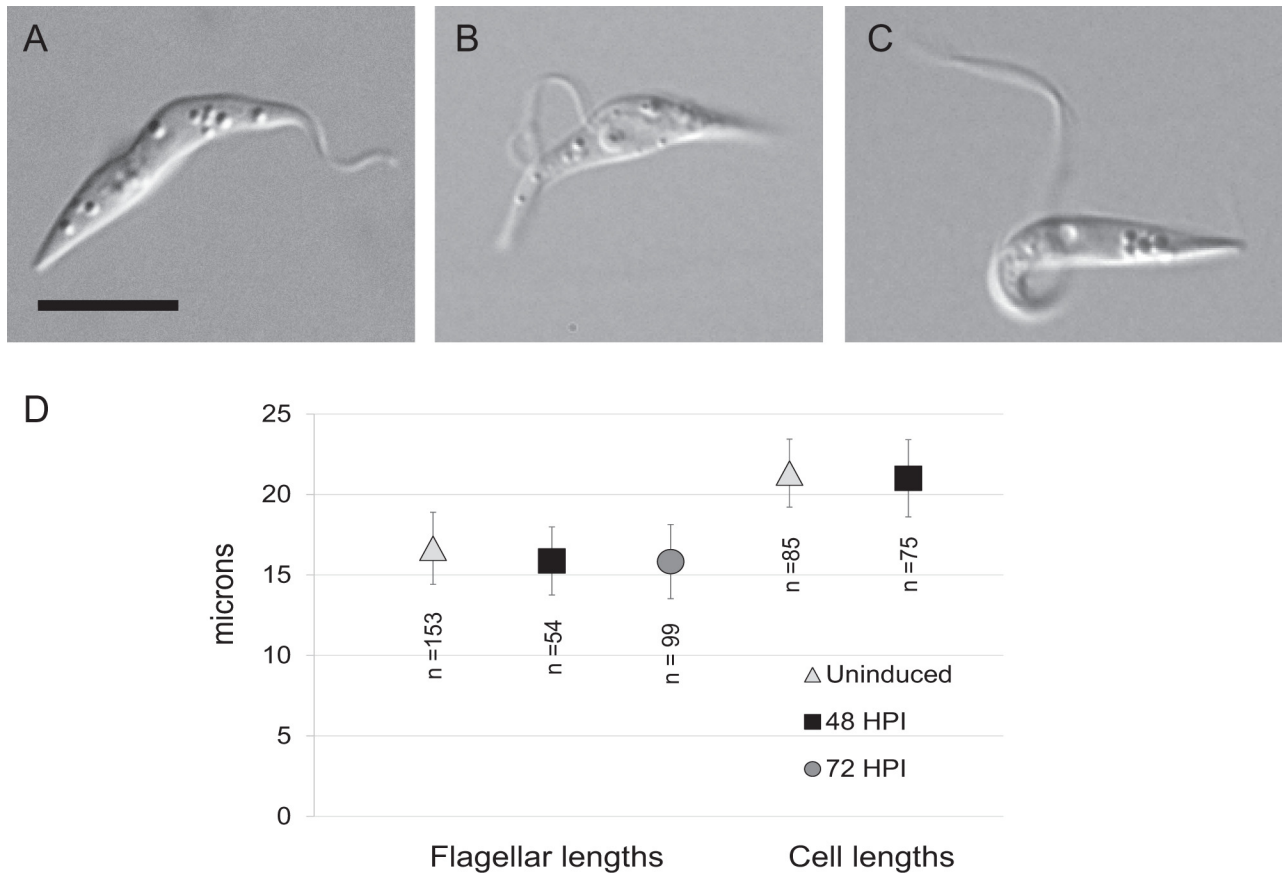 A
B
C
D
25
20
15
10
5
0
microns
n =153
n =54
n = 99
n =85
n =75
Uninduced
48 HPI
72 HPI
Flagellar lengths
Cell lengths